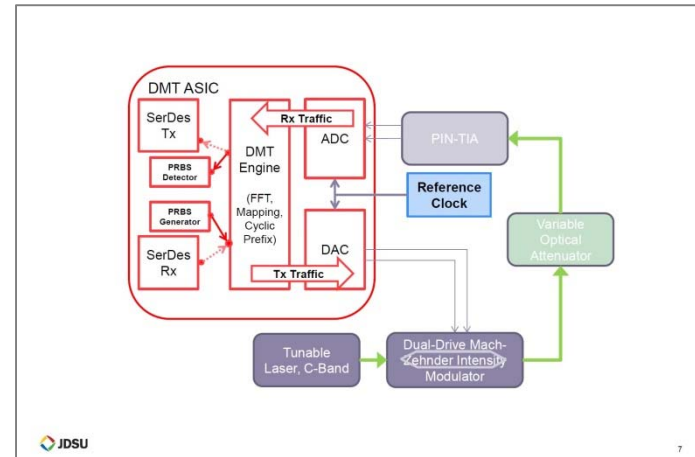 DMT ASIC
SerDes
Tx
PRBS
Detector
PRBS
Generator
SerDes
Rx
DMT
Engine
(FFT,
Mapping,
Cyclic
Prefix)
Rx Traffic
ADC
DAC
Tx Traffic
PIN-TIA
Reference
Clock
Variable
Optical
Attenuator
Tunable
Laser, C-Band
Dual-Drive Mach-
Zehnder Intensity
Modulator
JDSU
7